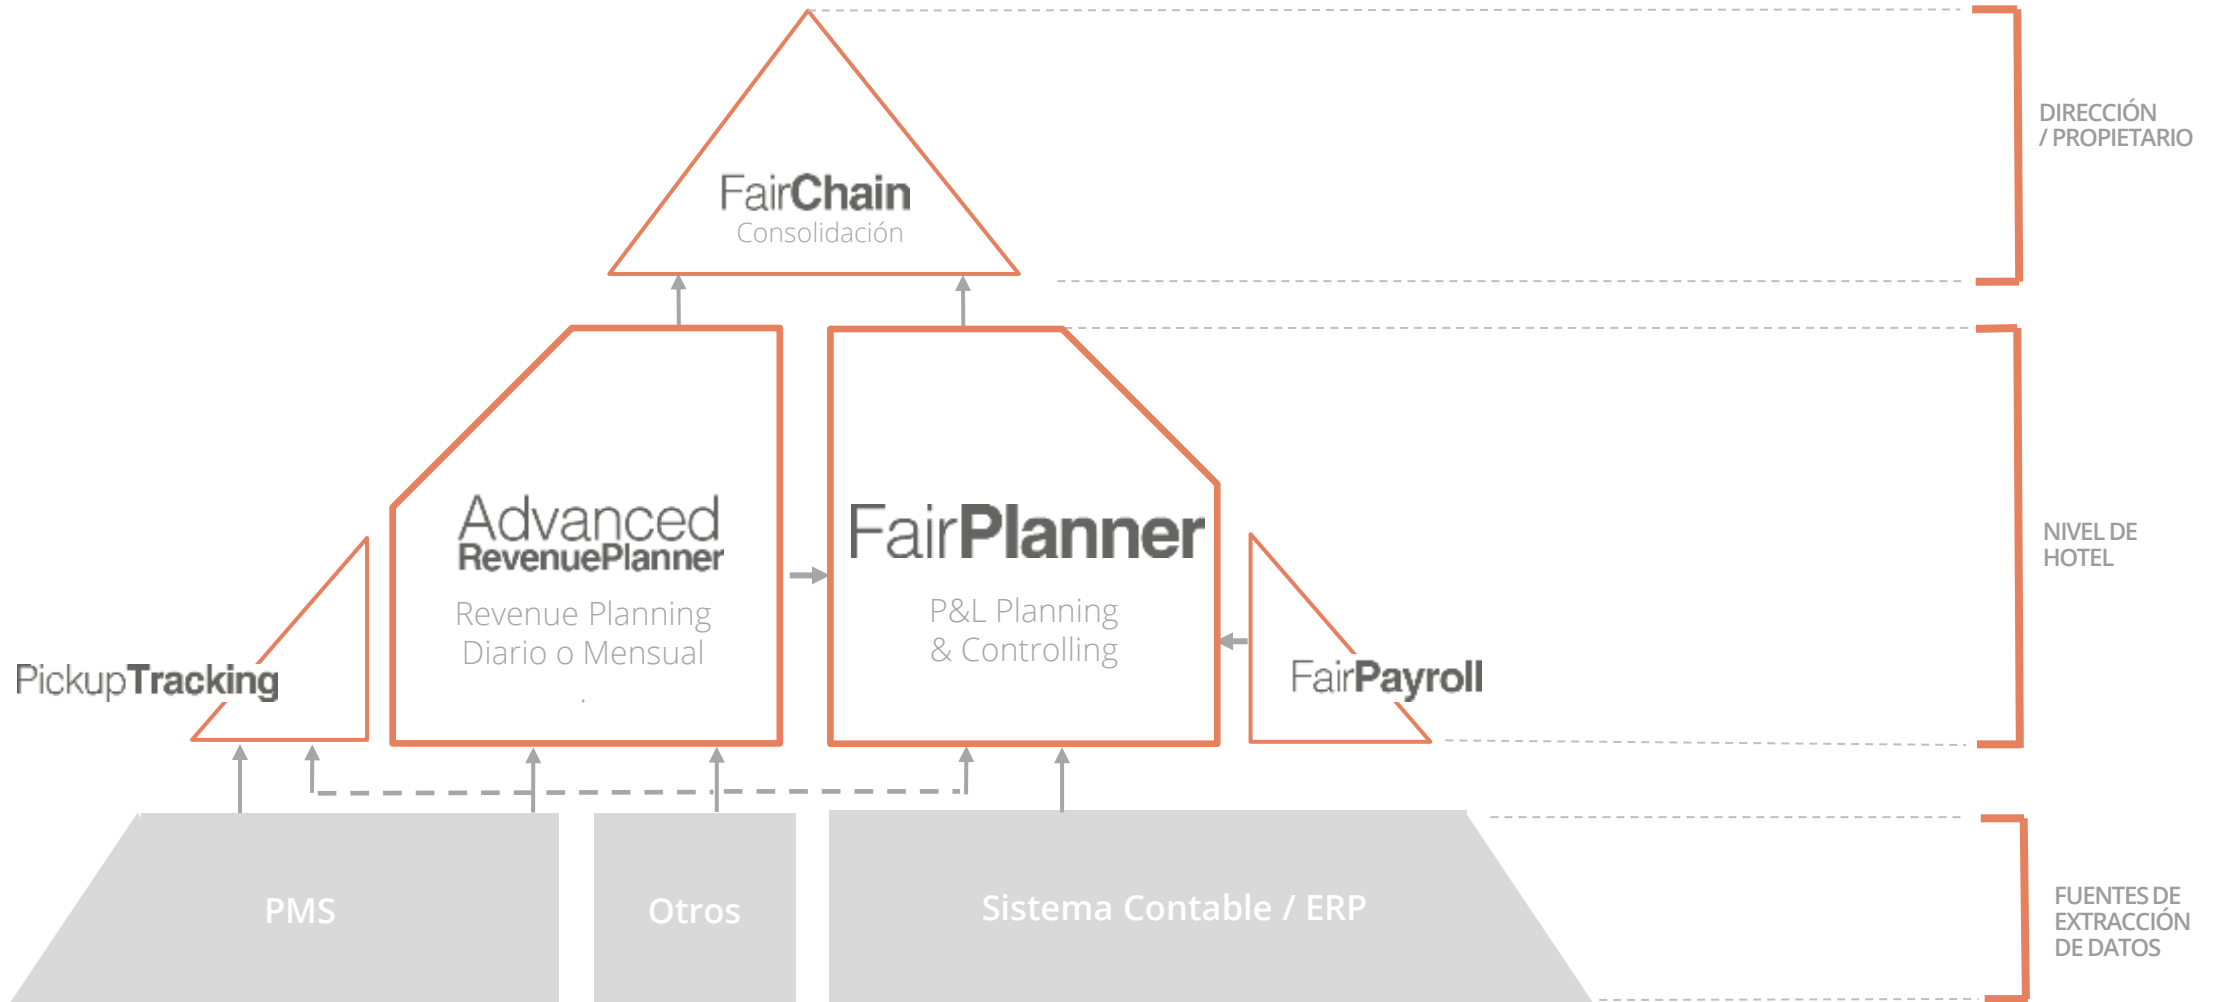 DIRECCIÓN
/ PROPIETARIO
FairChain
Consolidación
Advanced
RevenuePlanner
Revenue Planning
Diario o Mensual
.
FairPlanner
P&L Planning
& Controlling
NIVEL DE
HOTEL
PickupTracking
FairPayroll
PMS
Otros
Sistema Contable / ERP
FUENTES DE
EXTRACCIÓN
DE DATOS